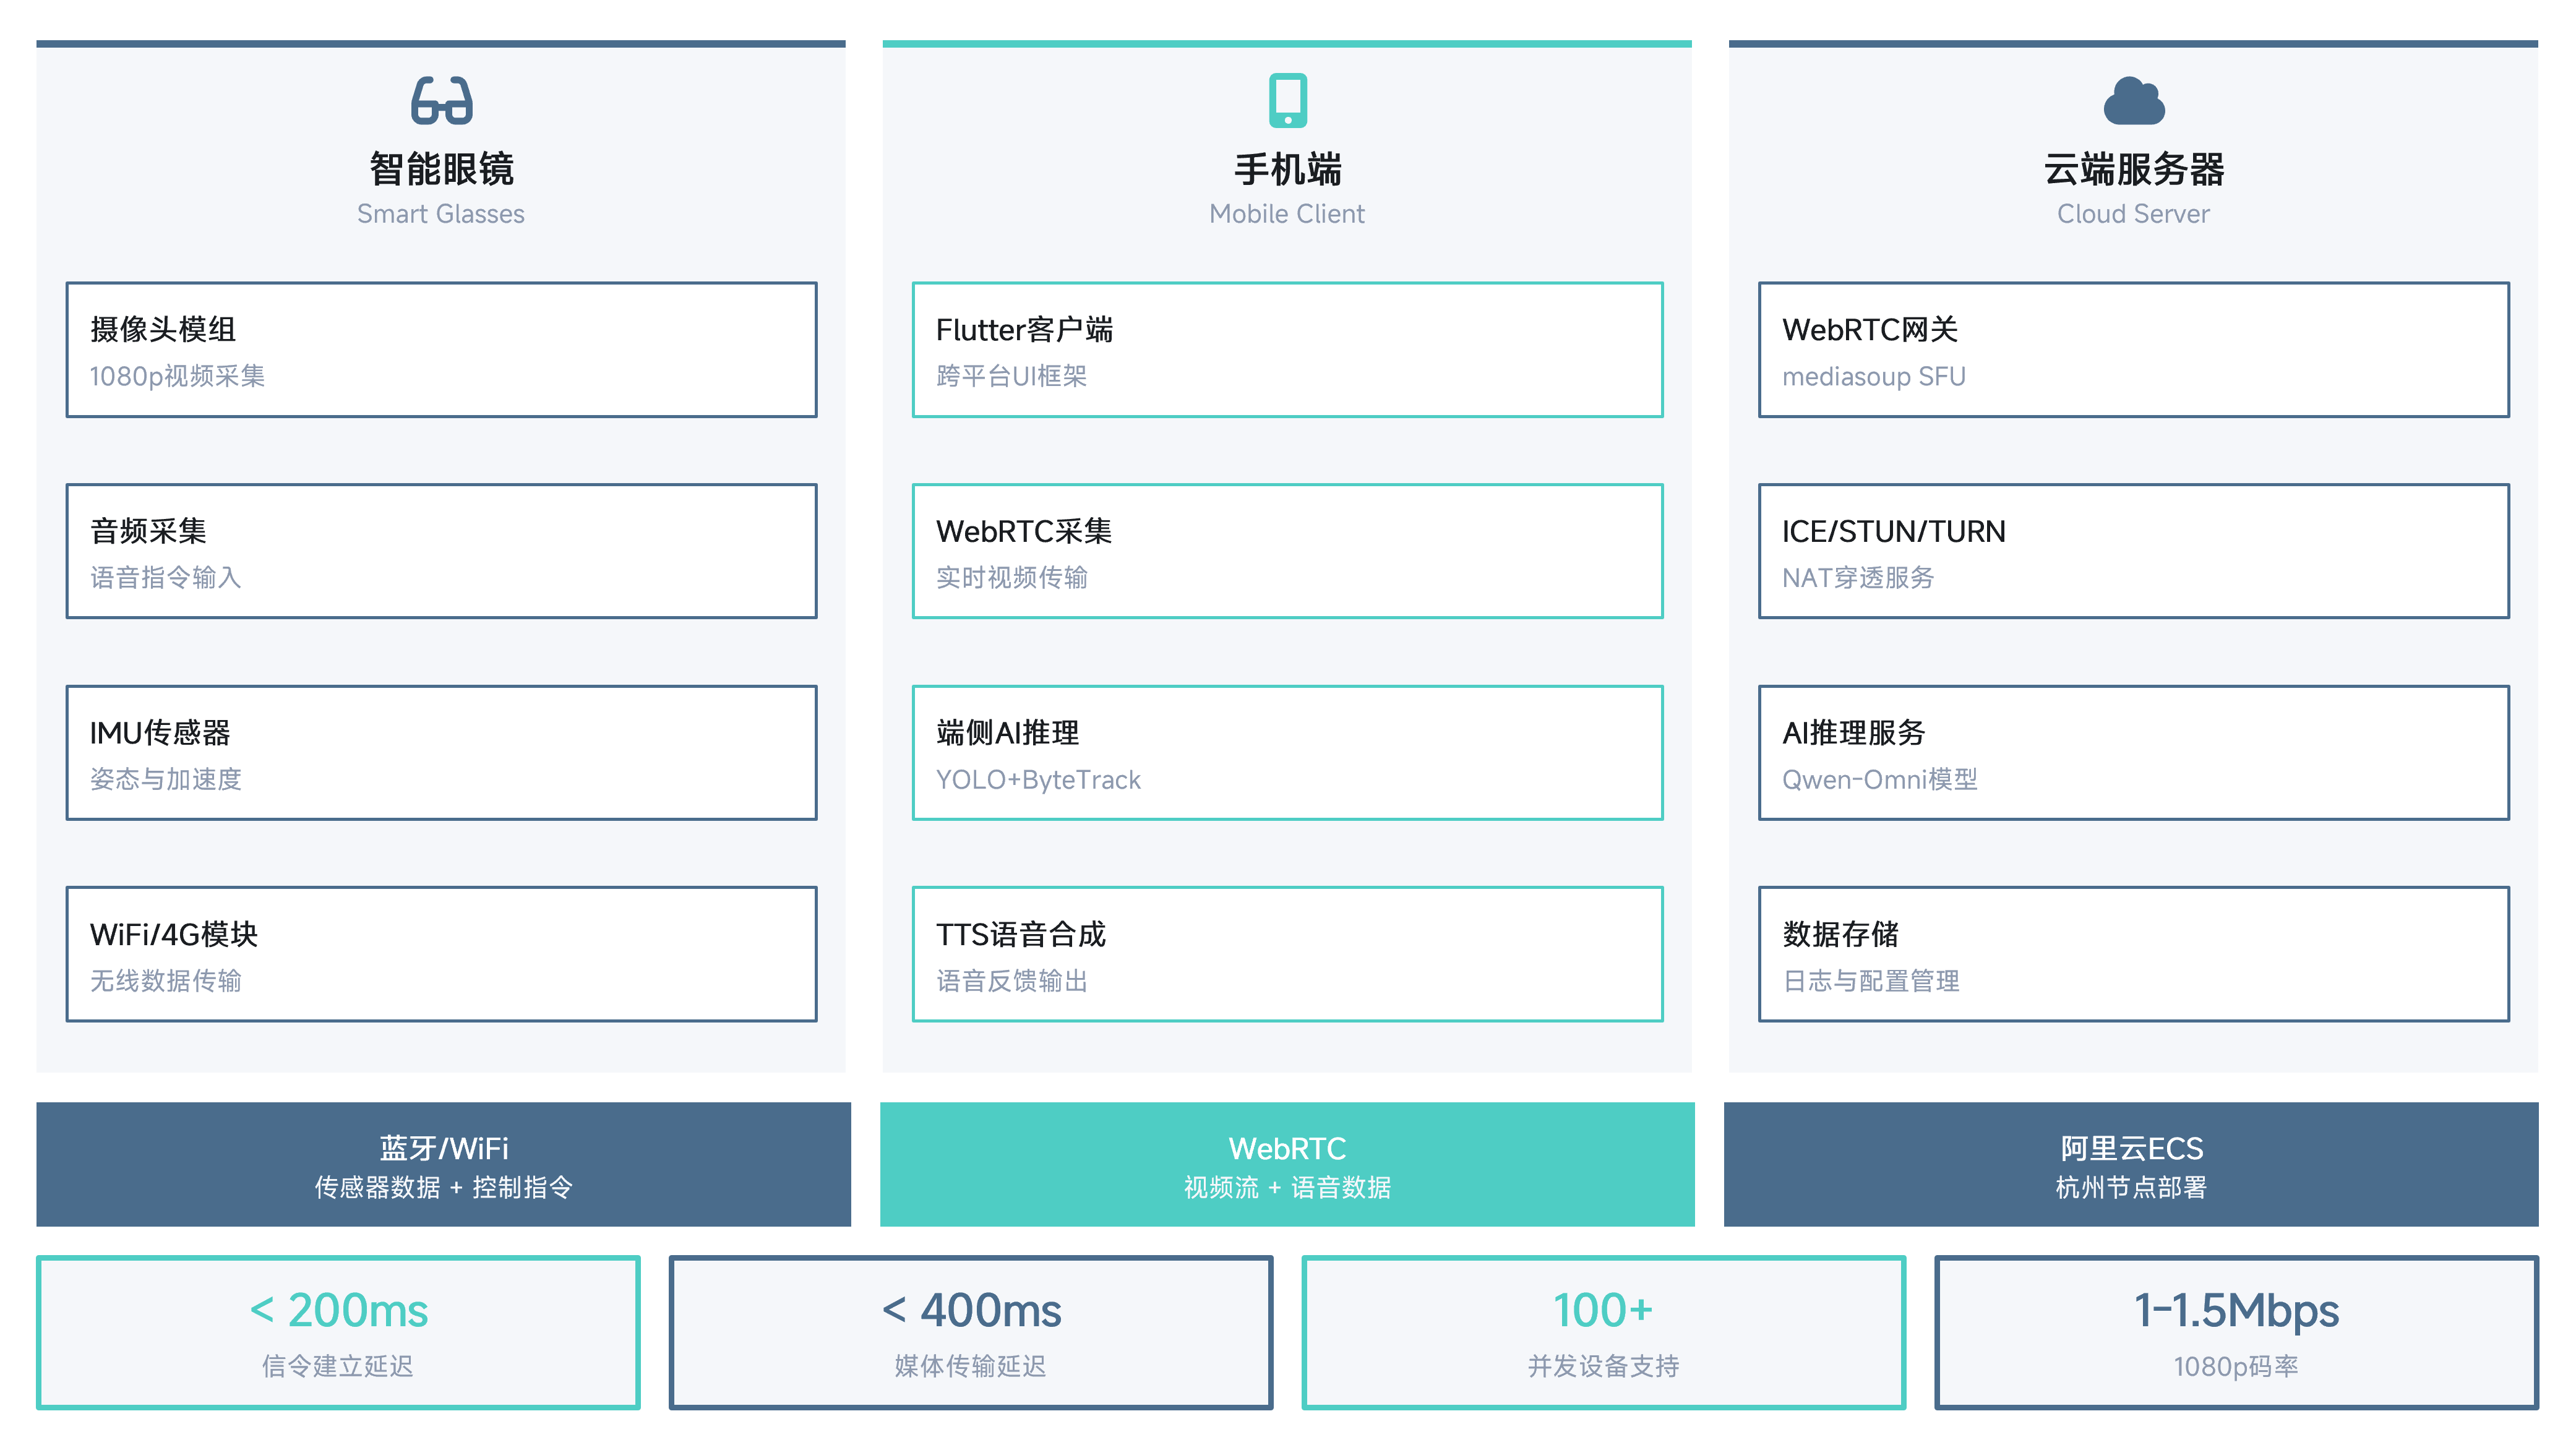 智能眼镜
Smart Glasses
摄像头模组
1080p视频采集
音频采集
语音指令输入
IMU传感器
姿态与加速度
WiFi/4G模块
无线数据传输
手机端
Mobile Client
Flutter客户端
跨平台UI框架
WebRTC采集
实时视频传输
端侧AI推理
YOLO+ByteTrack
TTS语音合成
语音反馈输出
云端服务器
Cloud Server
WebRTC网关
mediasoup SFU
ICE/STUN/TURN
NAT穿透服务
AI推理服务
Qwen-Omni模型
数据存储
日志与配置管理
蓝牙/WiFi
传感器数据 + 控制指令
WebRTC
视频流 + 语音数据
阿里云ECS
杭州节点部署
< 200ms
信令建立延迟
< 400ms
媒体传输延迟
100+
并发设备支持
1-1.5Mbps
1080p码率